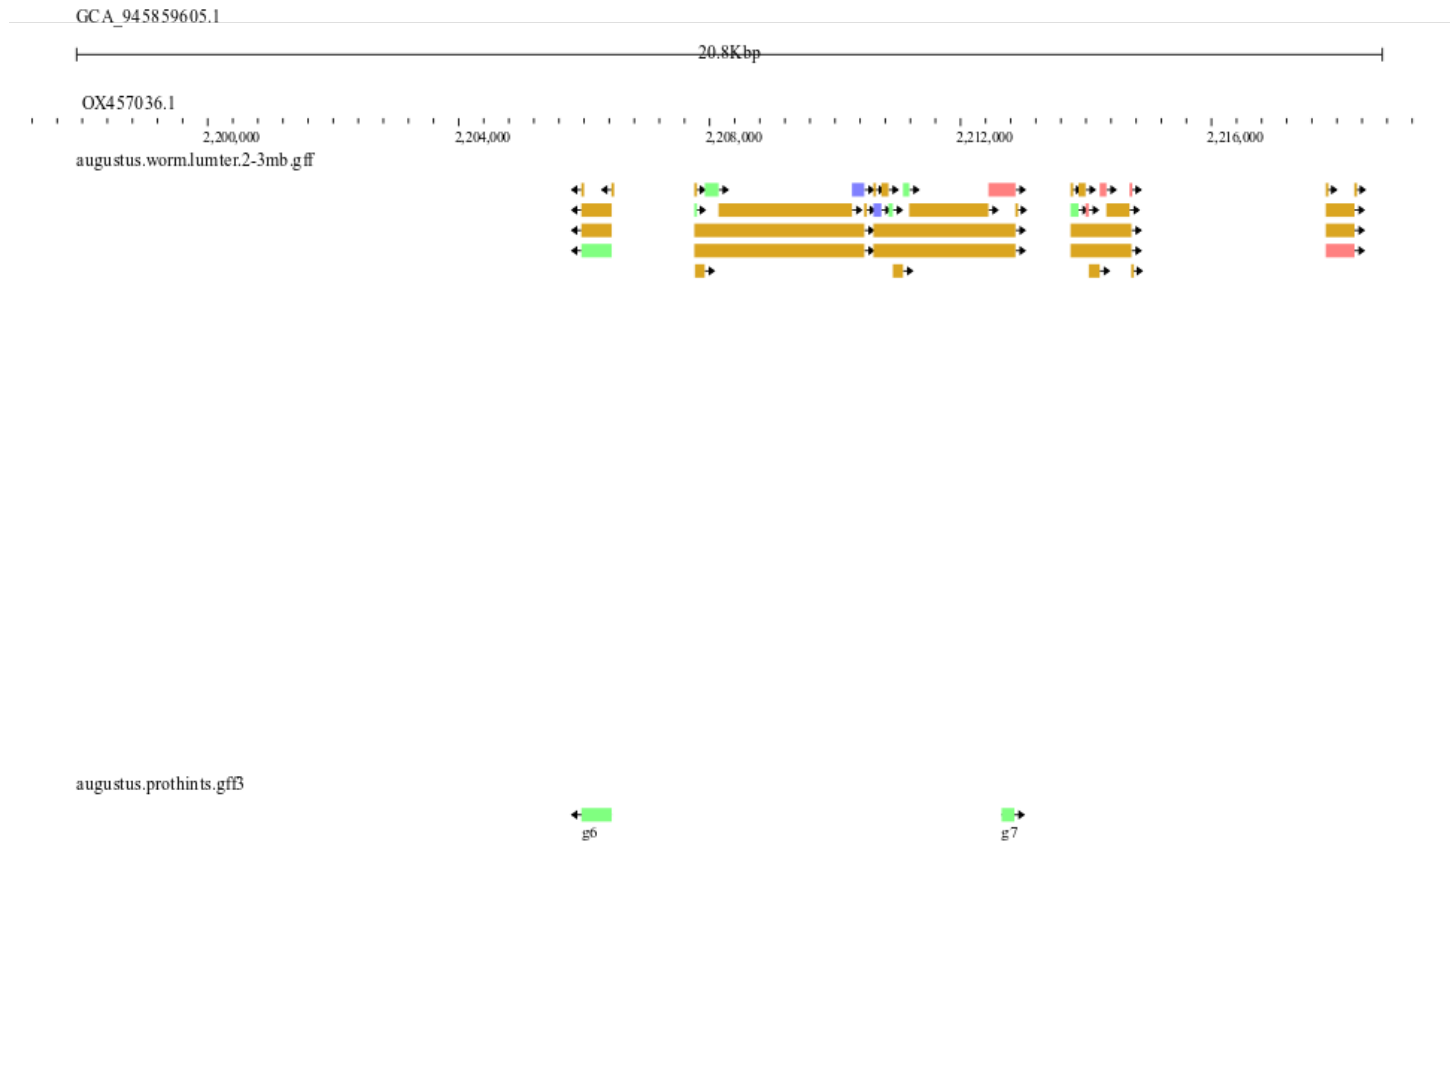 GCA_945859605.1
20.8Kbp
OX457036.1
2,200,000 2,204,000 2,208,000 2,212,000 2,216,000
augustus.worm.lumter.2-3mb.gff
augustus.prothints.gff3
g6 g7